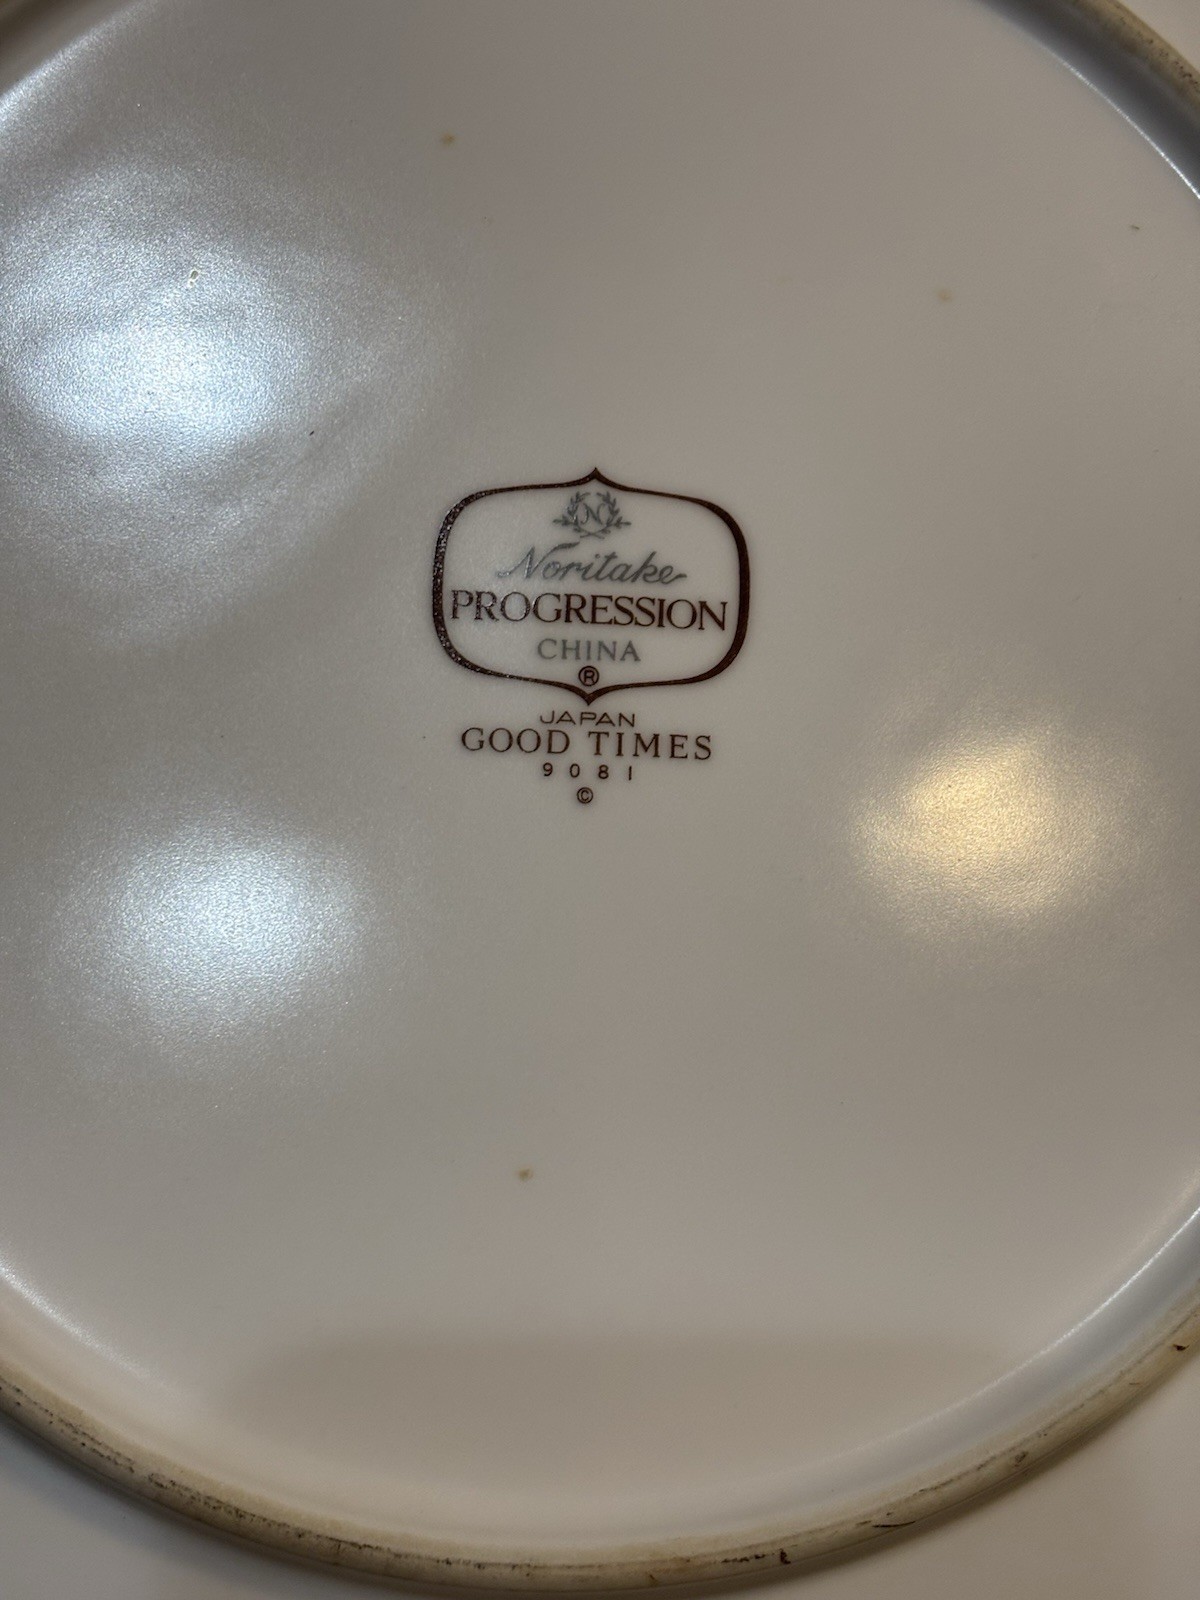 N
Noritake
PROGRESSION
CHINA
®
JAPAN
GOOD TIMES
9081
©